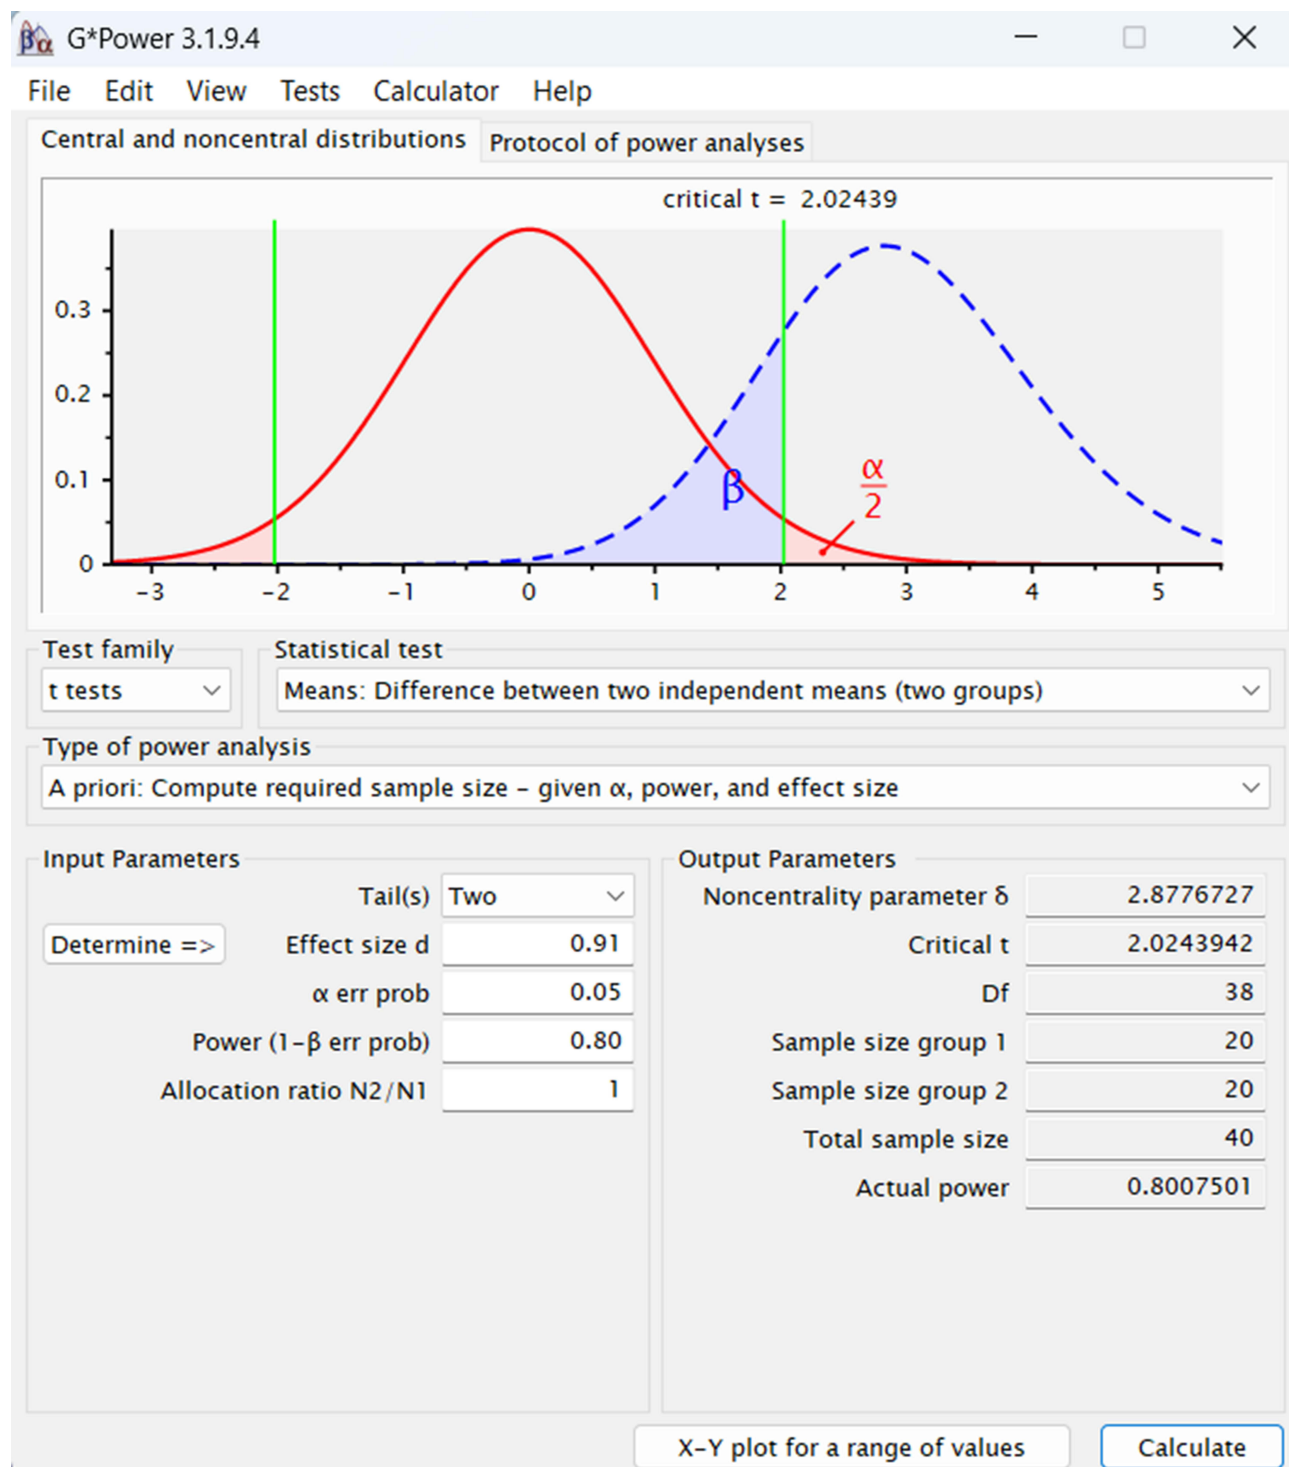 G*Power 3.1.9.4
File Edit View Tests Calculator Help
Central and noncentral distributions Protocol of power analyses
critical t = 2.02439
0.3
0.2
0.1
0
β
α
2
-3 -2 -1 0 1 2 3 4 5
Test family
t tests
Statistical test
Means: Difference between two independent means (two groups)
Type of power analysis
A priori: Compute required sample size – given α, power, and effect size
Input Parameters
Tail(s) Two
Determine => Effect size d 0.91
α err prob 0.05
Power (1-β err prob) 0.80
Allocation ratio N2/N1 1
Output Parameters
Noncentrality parameter δ 2.8776727
Critical t 2.0243942
Df 38
Sample size group 1 20
Sample size group 2 20
Total sample size 40
Actual power 0.8007501
X-Y plot for a range of values Calculate